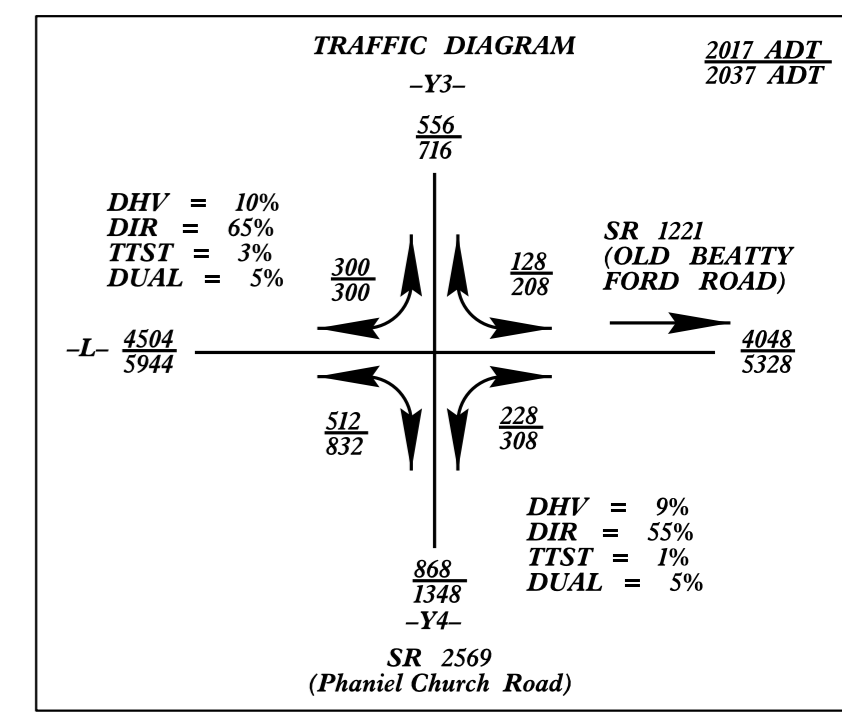 TRAFFIC DIAGRAM
2017 ADT
2037 ADT
–Y3–
556
716
DHV = 10%
DIR = 65%
TTST = 3%
DUAL = 5%
300
300
128
208
SR 1221
(OLD BEATTY
FORD ROAD)
–L– 4504
5944
4048
5328
512
832
228
308
DHV = 9%
DIR = 55%
TTST = 1%
DUAL = 5%
868
1348
–Y4–
SR 2569
(Phaniel Church Road)